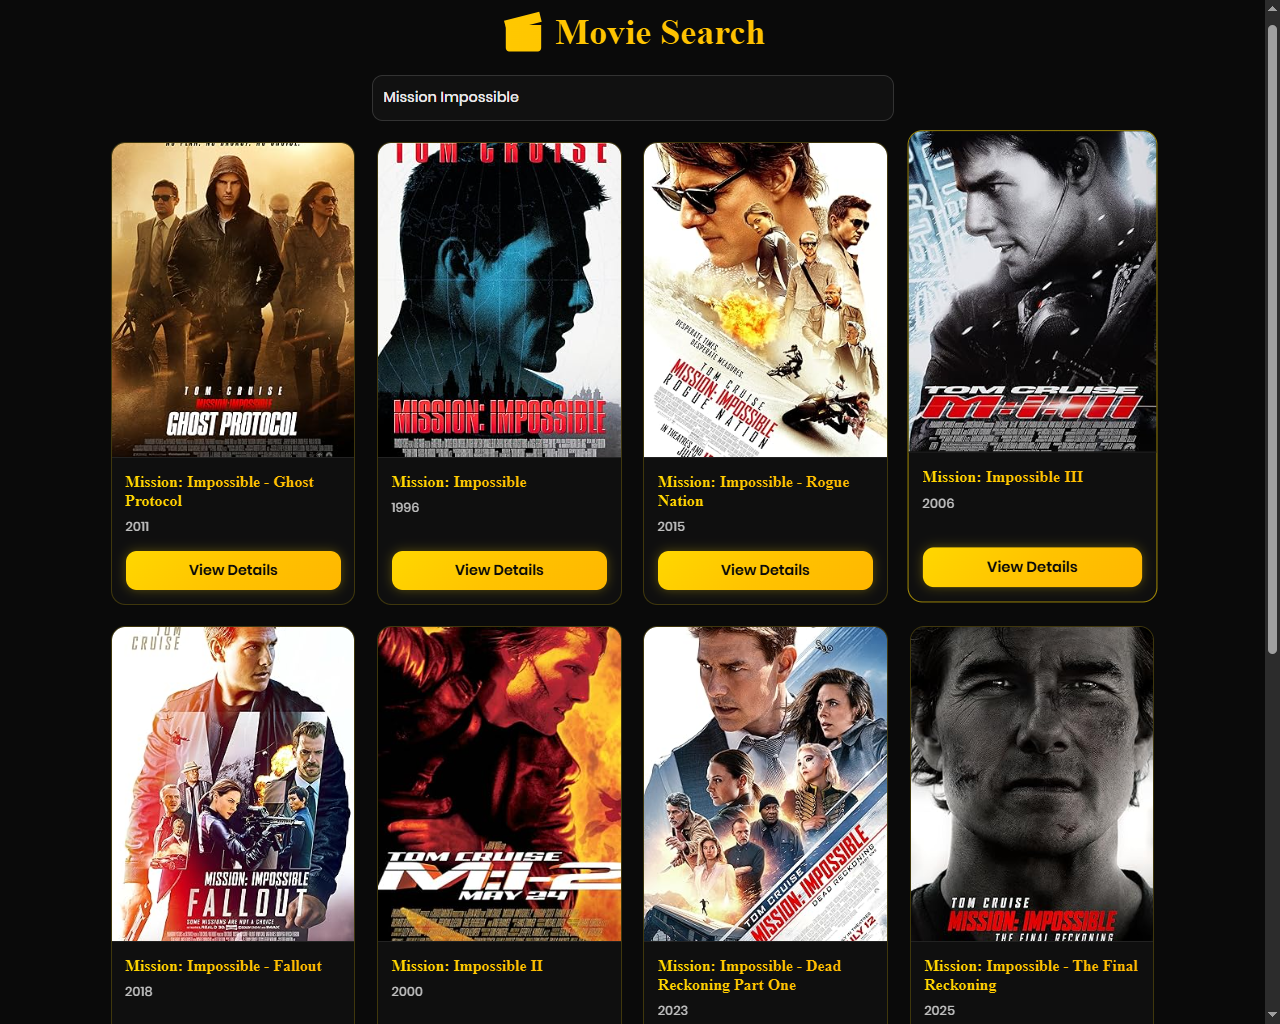 Movie Search
Mission Impossible
NO PLAN. NO BACKUP. NO CHOICE.
TOM CRUISE
MISSION: IMPOSSIBLE
GHOST PROTOCOL
Mission: Impossible - Ghost
Protocol
2011
View Details
TOM CRUISE
MISSION: IMPOSSIBLE
Mission: Impossible
1996
View Details
DESPERATE TIMES.
DESPERATE MEASURES.
TOM CRUISE
MISSION: IMPOSSIBLE
ROGUE NATION
IN THEATRES AND
JULY
Mission: Impossible - Rogue
Nation
2015
View Details
TOM CRUISE
M:i:III
Mission: Impossible III
2006
View Details
TOM
CRUISE
MISSION: IMPOSSIBLE
FALLOUT
SOME MISSIONS ARE NOT A CHOICE
Mission: Impossible - Fallout
2018
TOM CRUISE
M:I-2
MAY 24
Mission: Impossible II
2000
TOM CRUISE
MISSION: IMPOSSIBLE
DEAD RECKONING
JULY 12
Mission: Impossible - Dead
Reckoning Part One
2023
TOM CRUISE
MISSION: IMPOSSIBLE
THE FINAL RECKONING
Mission: Impossible - The Final
Reckoning
2025